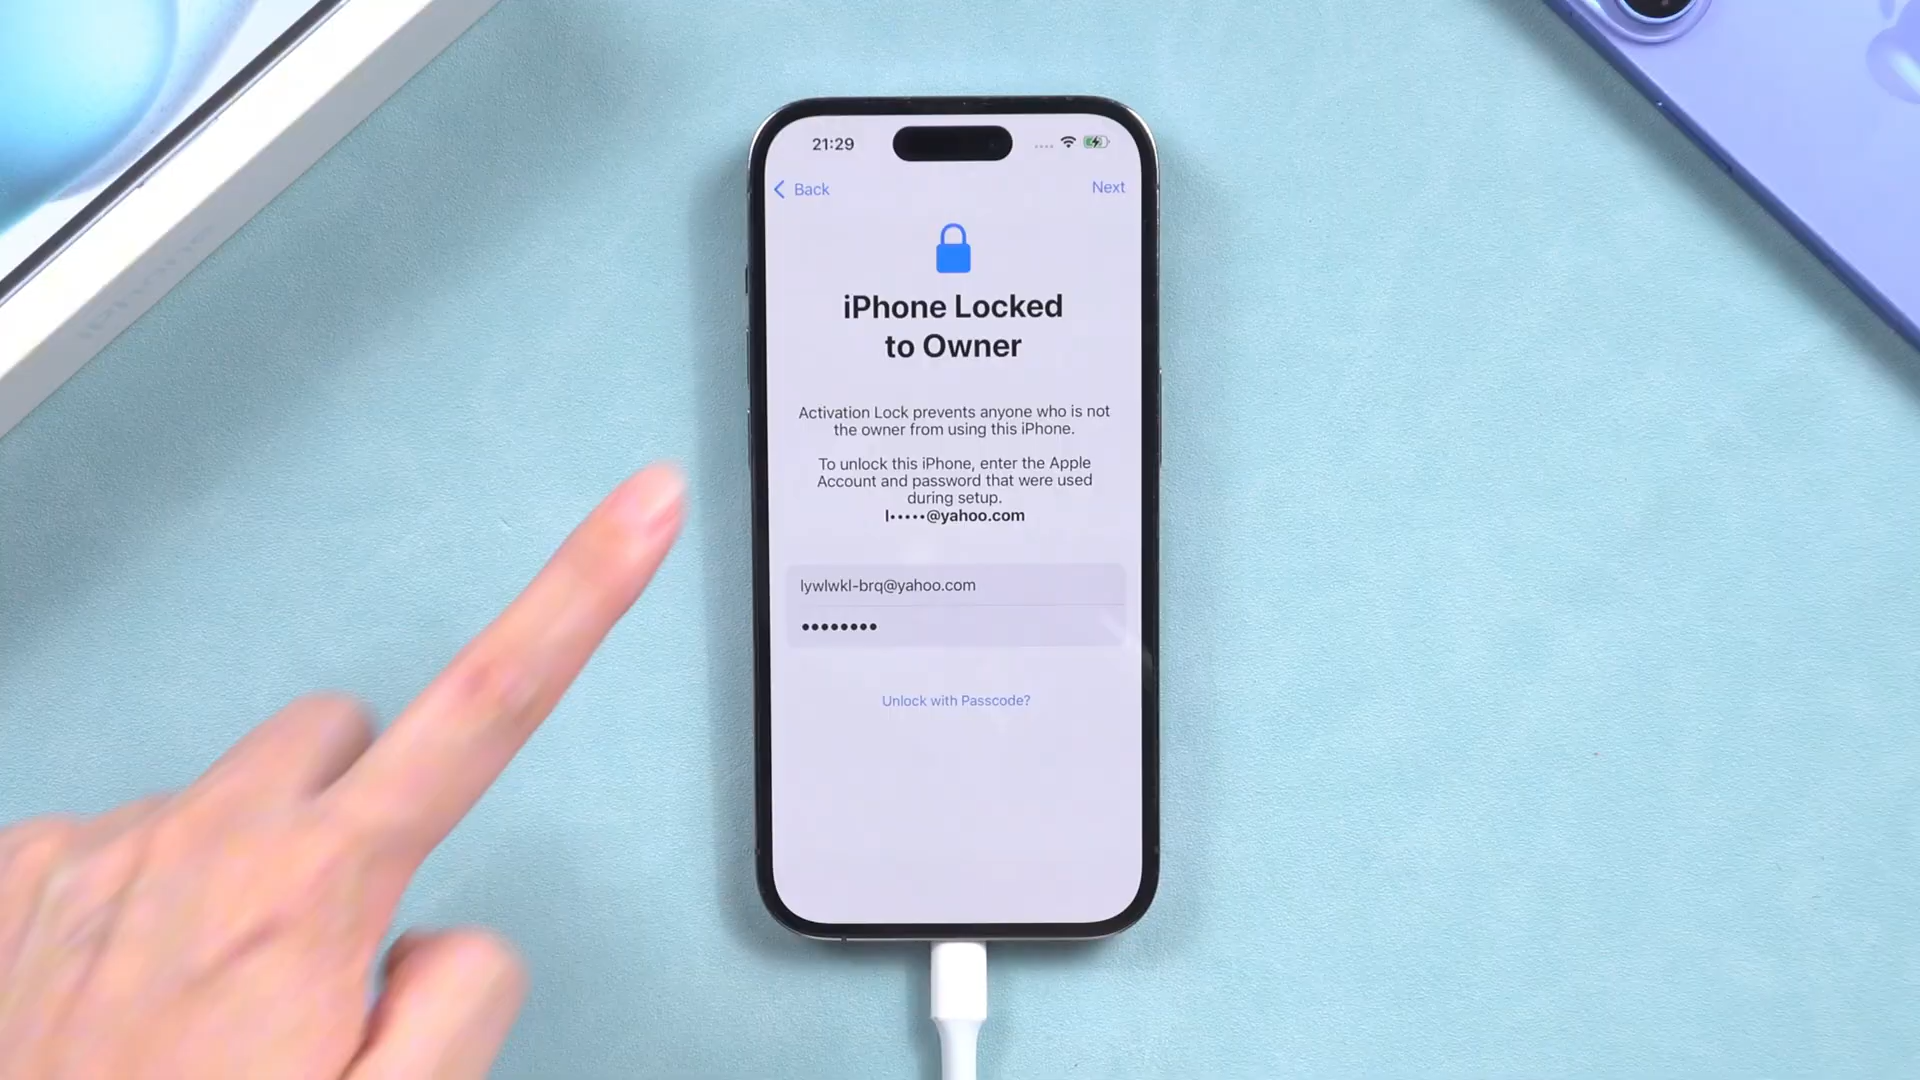 21:29
Back
Next
iPhone Locked
to Owner
Activation Lock prevents anyone who is not
the owner from using this iPhone.
To unlock this iPhone, enter the Apple
Account and password that were used
during setup.
l•••••@yahoo.com
lywlwkl-brq@yahoo.com
••••••••
Unlock with Passcode?
iPhone